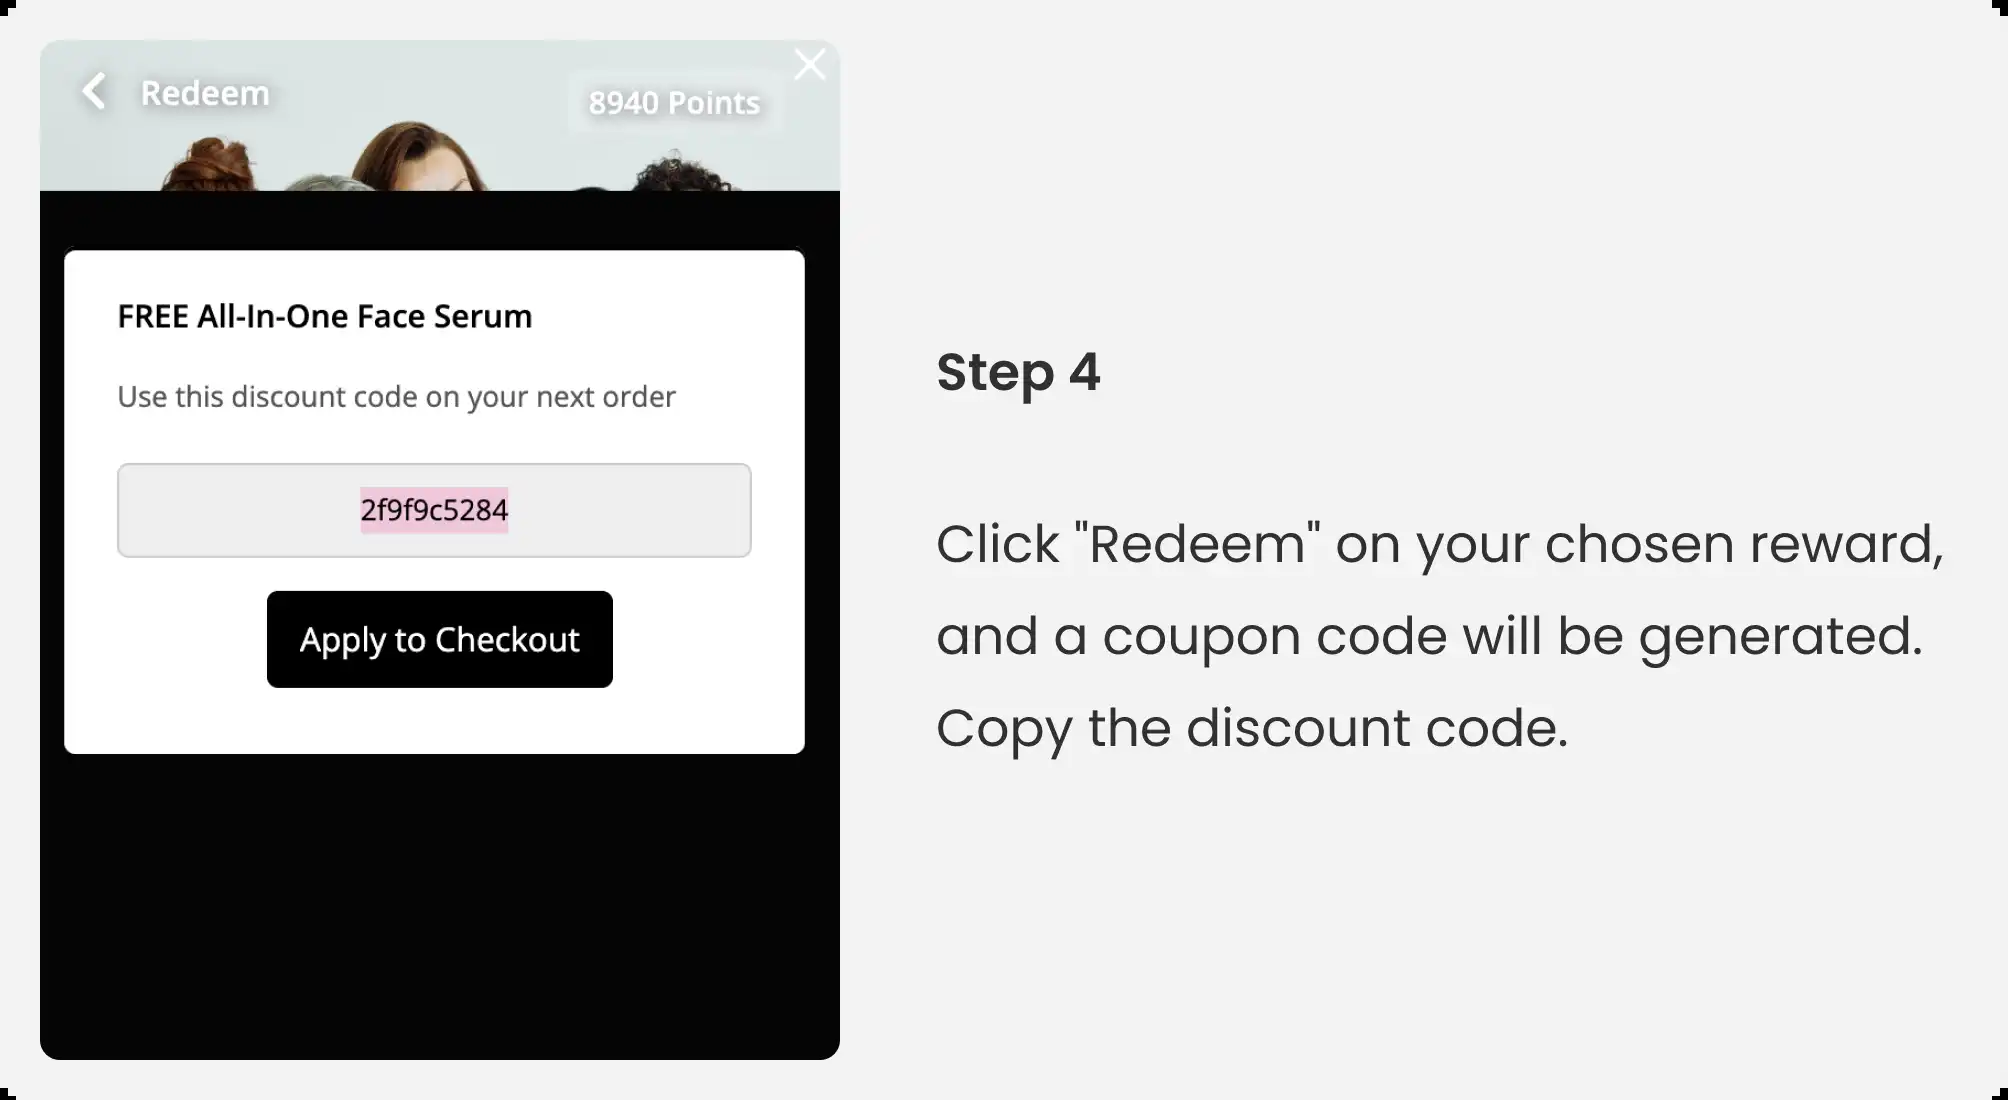 Redeem
8940 Points
FREE All-In-One Face Serum
Use this discount code on your next order
2f9f9c5284
Apply to Checkout
Step 4
Click "Redeem" on your chosen reward,
and a coupon code will be generated.
Copy the discount code.